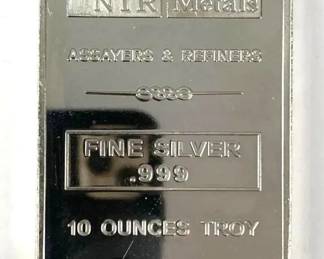 NTR Metals
ASSAYERS & REFINERS
FINE SILVER
.999
10 OUNCES TROY